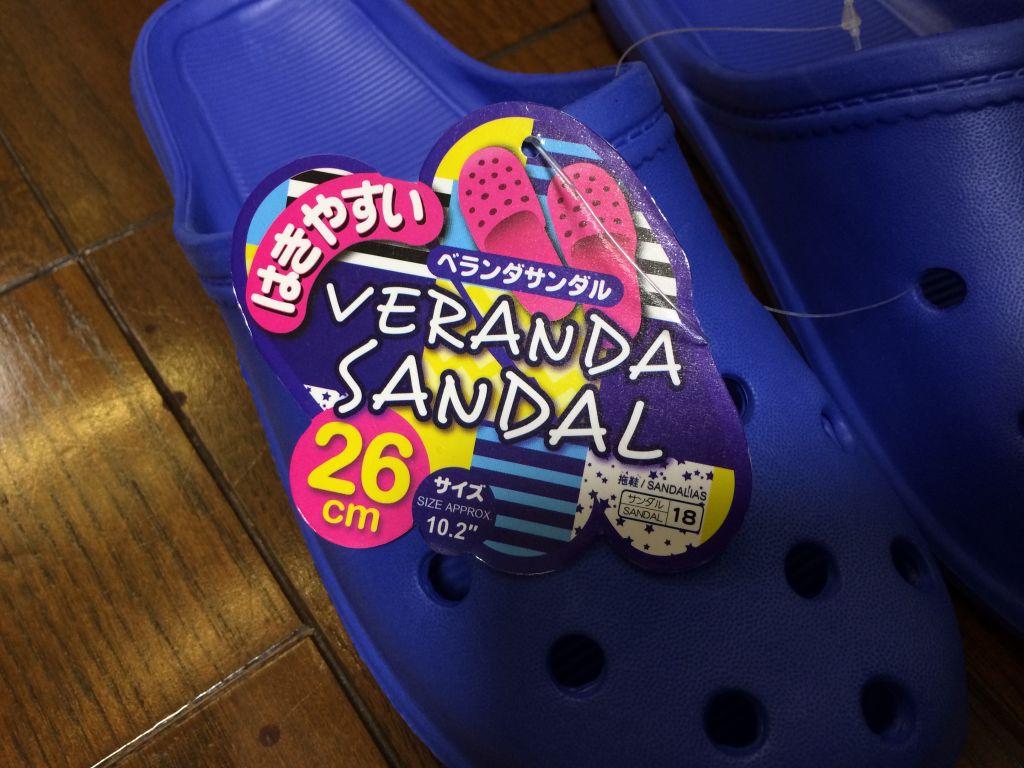 はきやすい
ベランダサンダル
VERANDA
SANDAL
26
cm
サイズ
SIZE APPROX.
10.2"
拖鞋 / SANDALIAS
サンダル
SANDAL
18